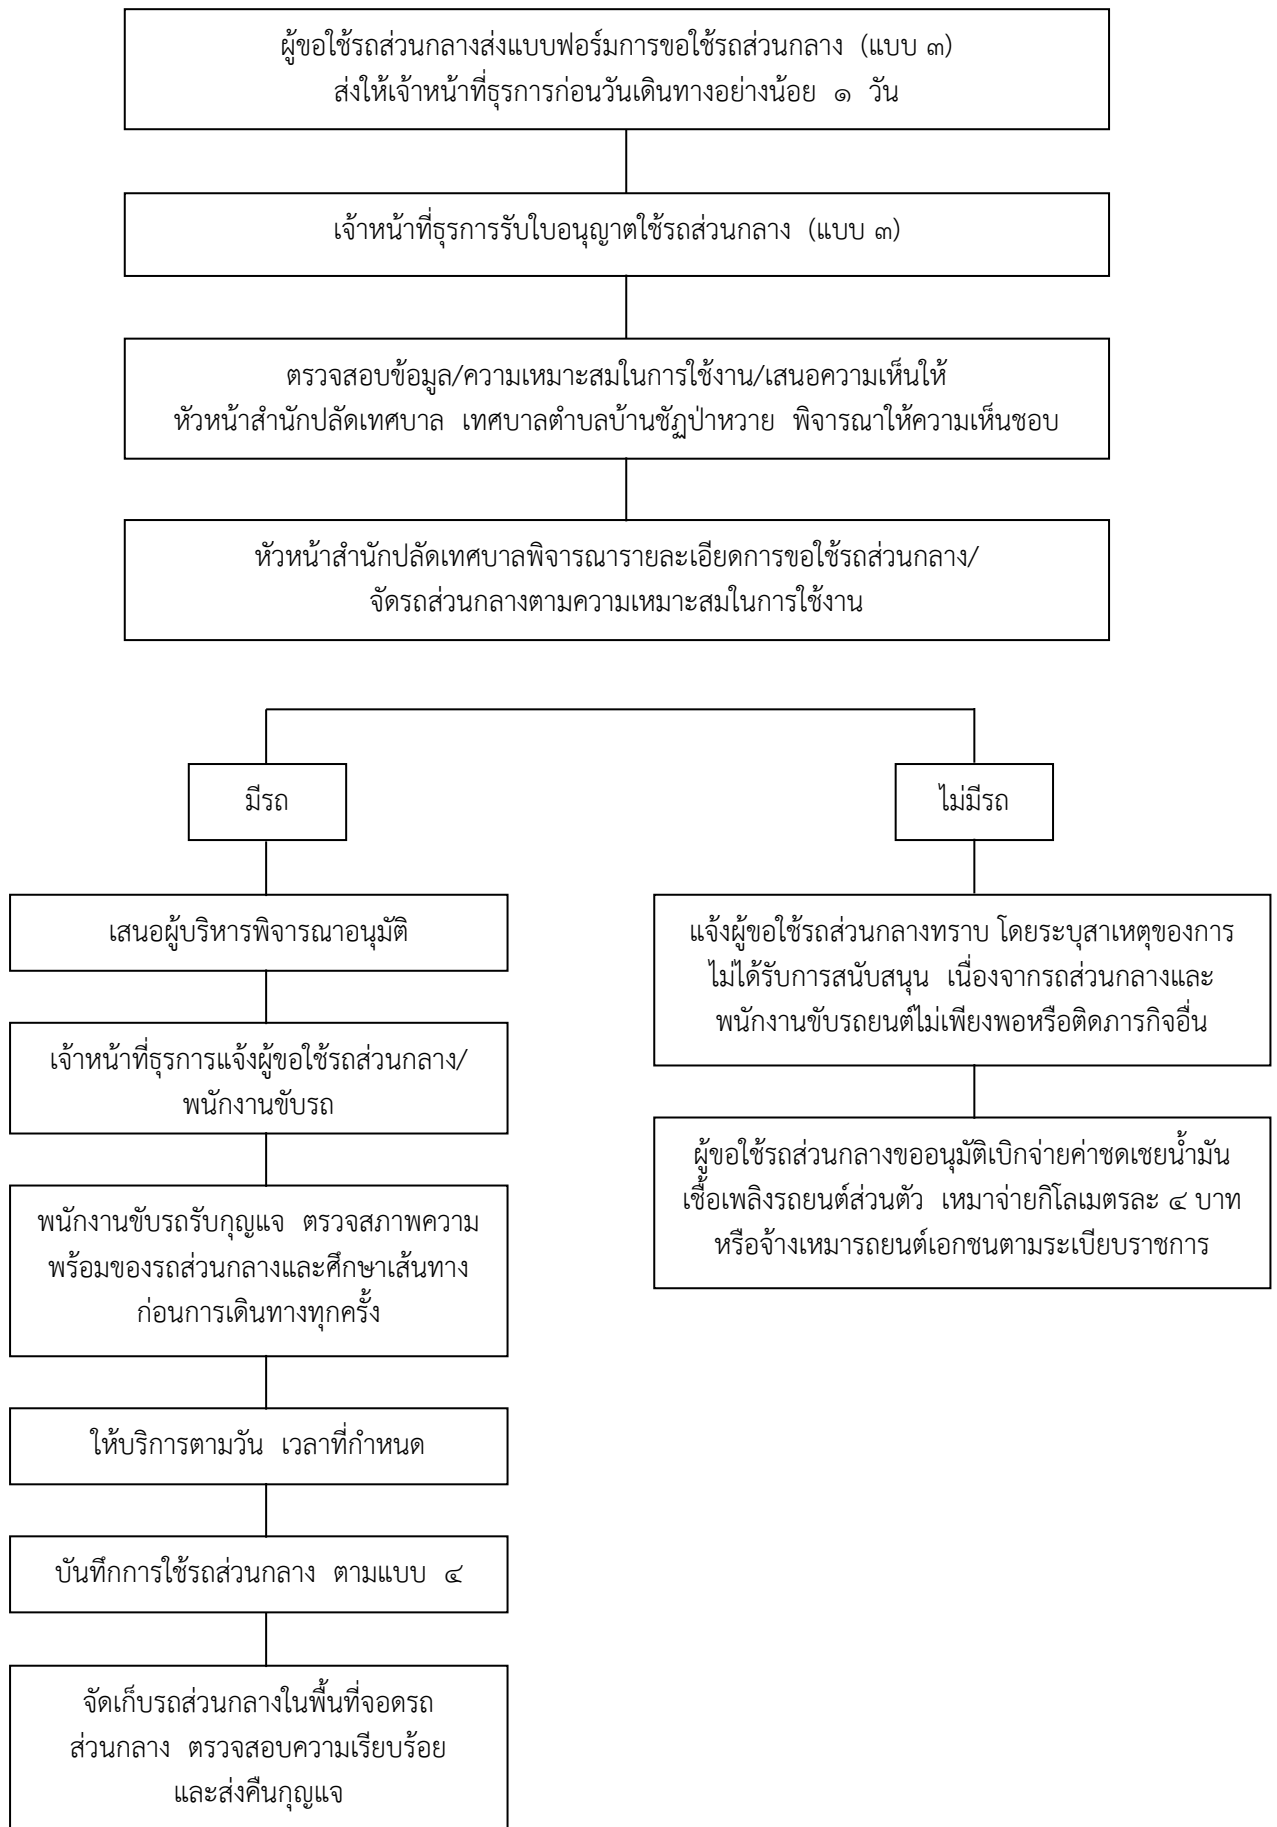 ผู้ขอใช้รถส่วนกลางส่งแบบฟอร์มการขอใช้รถส่วนกลาง (แบบ ๓)
ส่งให้เจ้าหน้าที่ธุรการก่อนวันเดินทางอย่างน้อย ๑ วัน
เจ้าหน้าที่ธุรการรับใบอนุญาตใช้รถส่วนกลาง (แบบ ๓)
ตรวจสอบข้อมูล/ความเหมาะสมในการใช้งาน/เสนอความเห็นให้
หัวหน้าสำนักปลัดเทศบาล เทศบาลตำบลบ้านชัฏป่าหวาย พิจารณาให้ความเห็นชอบ
หัวหน้าสำนักปลัดเทศบาลพิจารณารายละเอียดการขอใช้รถส่วนกลาง/
จัดรถส่วนกลางตามความเหมาะสมในการใช้งาน
มีรถ
เสนอผู้บริหารพิจารณาอนุมัติ
เจ้าหน้าที่ธุรการแจ้งผู้ขอใช้รถส่วนกลาง/
พนักงานขับรถ
พนักงานขับรถรับกุญแจ ตรวจสภาพความ
พร้อมของรถส่วนกลางและศึกษาเส้นทาง
ก่อนการเดินทางทุกครั้ง
ให้บริการตามวัน เวลาที่กำหนด
บันทึกการใช้รถส่วนกลาง ตามแบบ ๔
จัดเก็บรถส่วนกลางในพื้นที่จอดรถ
ส่วนกลาง ตรวจสอบความเรียบร้อย
และส่งคืนกุญแจ
ไม่มีรถ
แจ้งผู้ขอใช้รถส่วนกลางทราบ โดยระบุสาเหตุของการ
ไม่ได้รับการสนับสนุน เนื่องจากรถส่วนกลางและ
พนักงานขับรถยนต์ไม่เพียงพอหรือติดภารกิจอื่น
ผู้ขอใช้รถส่วนกลางขออนุมัติเบิกจ่ายค่าชดเชยน้ำมัน
เชื้อเพลิงรถยนต์ส่วนตัว เหมาจ่ายกิโลเมตรละ ๔ บาท
หรือจ้างเหมารถยนต์เอกชนตามระเบียบราชการ